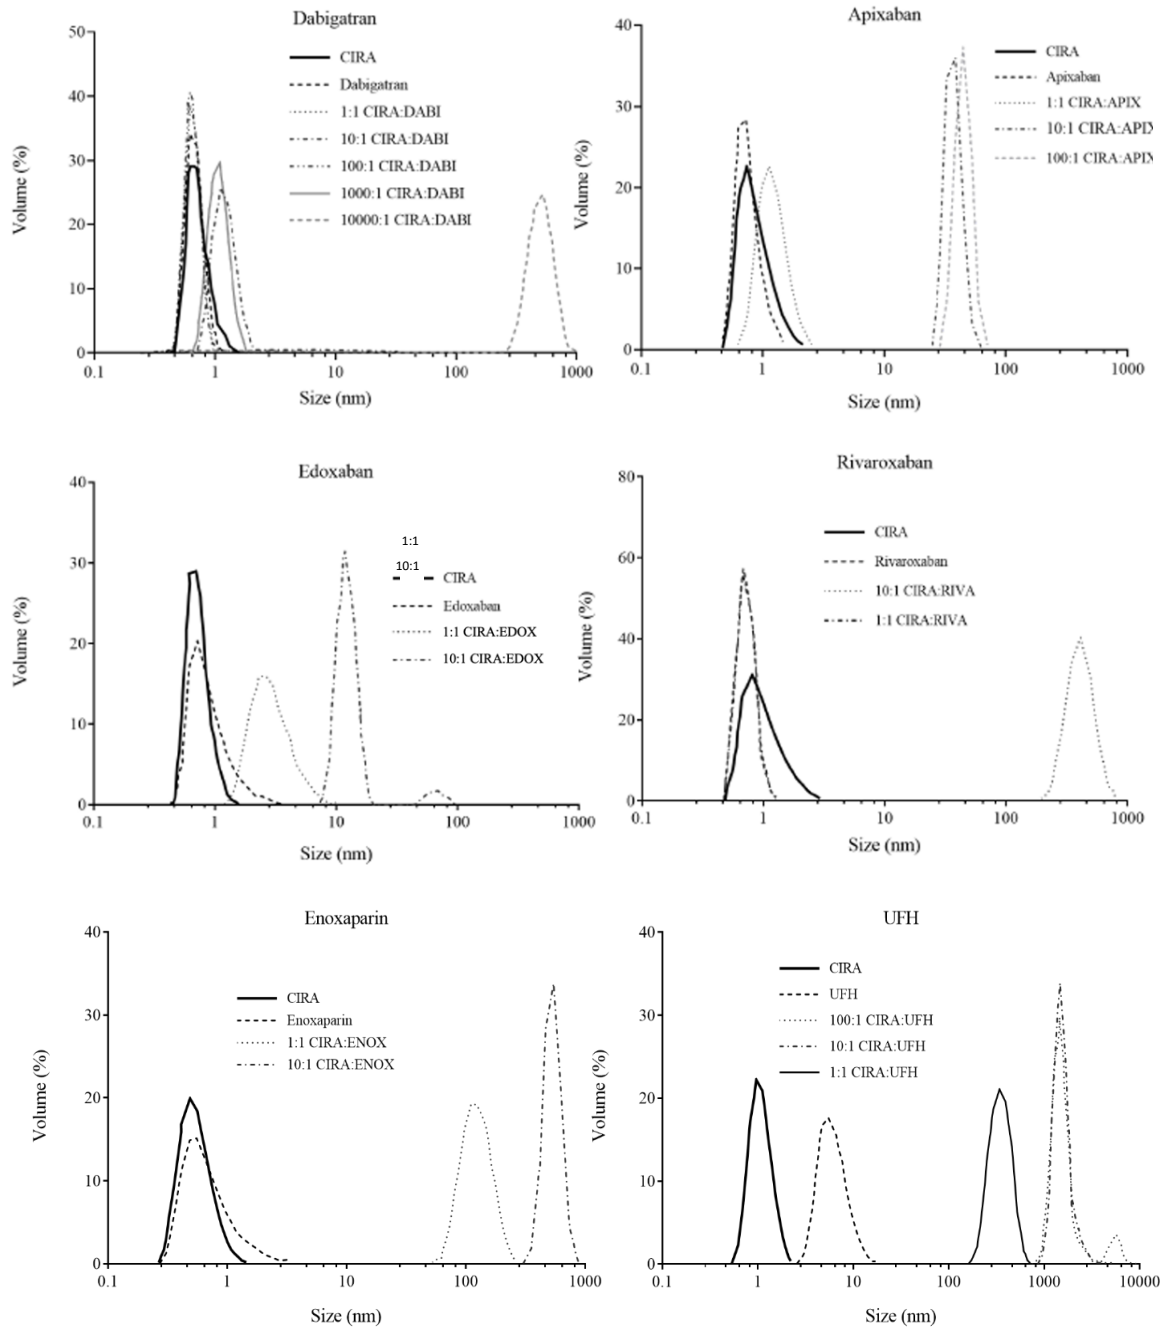 Dabigatran
50
40
30
20
10
0
Volume (%)
CIRA
Dabigatran
1:1 CIRA:DABI
10:1 CIRA:DABI
100:1 CIRA:DABI
1000:1 CIRA:DABI
10000:1 CIRA:DABI
0.1
1
10
100
1000
Size (nm)
Apixaban
40
30
20
10
0
Volume (%)
CIRA
Apixaban
1:1 CIRA:APIX
10:1 CIRA:APIX
100:1 CIRA:APIX
0.1
1
10
100
1000
Size (nm)
Edoxaban
40
30
20
10
0
Volume (%)
1:1
10:1
CIRA
Edoxaban
1:1 CIRA:EDOX
10:1 CIRA:EDOX
0.1
1
10
100
1000
Size (nm)
Rivaroxaban
80
60
40
20
0
Volume (%)
CIRA
Rivaroxaban
10:1 CIRA:RIVA
1:1 CIRA:RIVA
0.1
1
10
100
1000
Size (nm)
Enoxaparin
40
30
20
10
0
Volume (%)
CIRA
Enoxaparin
1:1 CIRA:ENOX
10:1 CIRA:ENOX
0.1
1
10
100
1000
Size (nm)
UFH
40
30
20
10
0
Volume (%)
CIRA
UFH
100:1 CIRA:UFH
10:1 CIRA:UFH
1:1 CIRA:UFH
0.1
1
10
100
1000
10000
Size (nm)